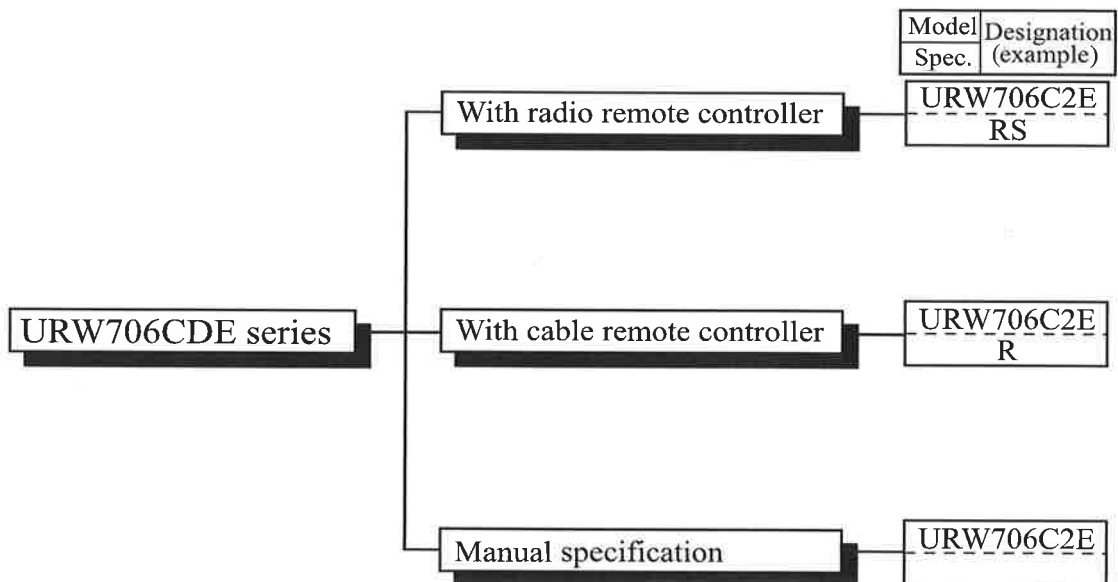 Model
Spec.
Designation
(example)
With radio remote controller
URW706C2E
RS
URW706CDE series
With cable remote controller
URW706C2E
R
Manual specification
URW706C2E